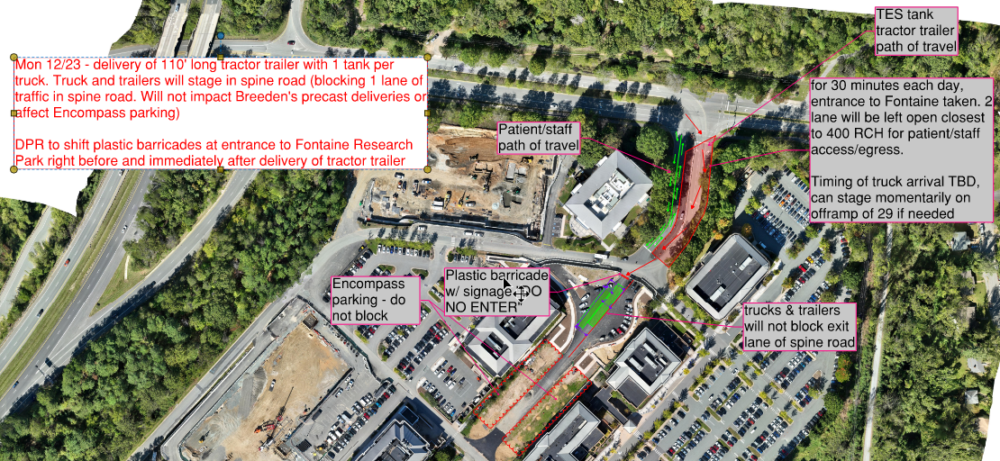 Mon 12/23 - delivery of 110' long tractor trailer with 1 tank per
truck. Truck and trailers will stage in spine road (blocking 1 lane of
traffic in spine road. Will not impact Breeden's precast deliveries or
affect Encompass parking)
DPR to shift plastic barricades at entrance to Fontaine Research
Park right before and immediately after delivery of tractor trailer
TES tank
tractor trailer
path of travel
for 30 minutes each day,
entrance to Fontaine taken. 2
lane will be left open closest
to 400 RCH for patient/staff
access/egress.
Timing of truck arrival TBD,
can stage momentarily on
offramp of 29 if needed
Patient/staff
path of travel
Encompass
parking - do
not block
Plastic barricade
w/ signage "DO
NO ENTER"
trucks & trailers
will not block exit
lane of spine road